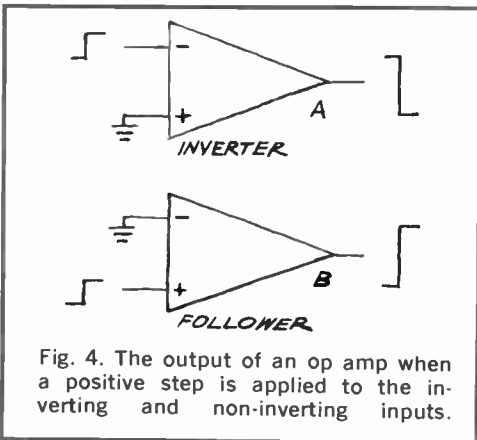 -
+
A
INVERTER
-
+
B
FOLLOWER
Fig. 4. The output of an op amp when
a positive step is applied to the in-
verting and non-inverting inputs.